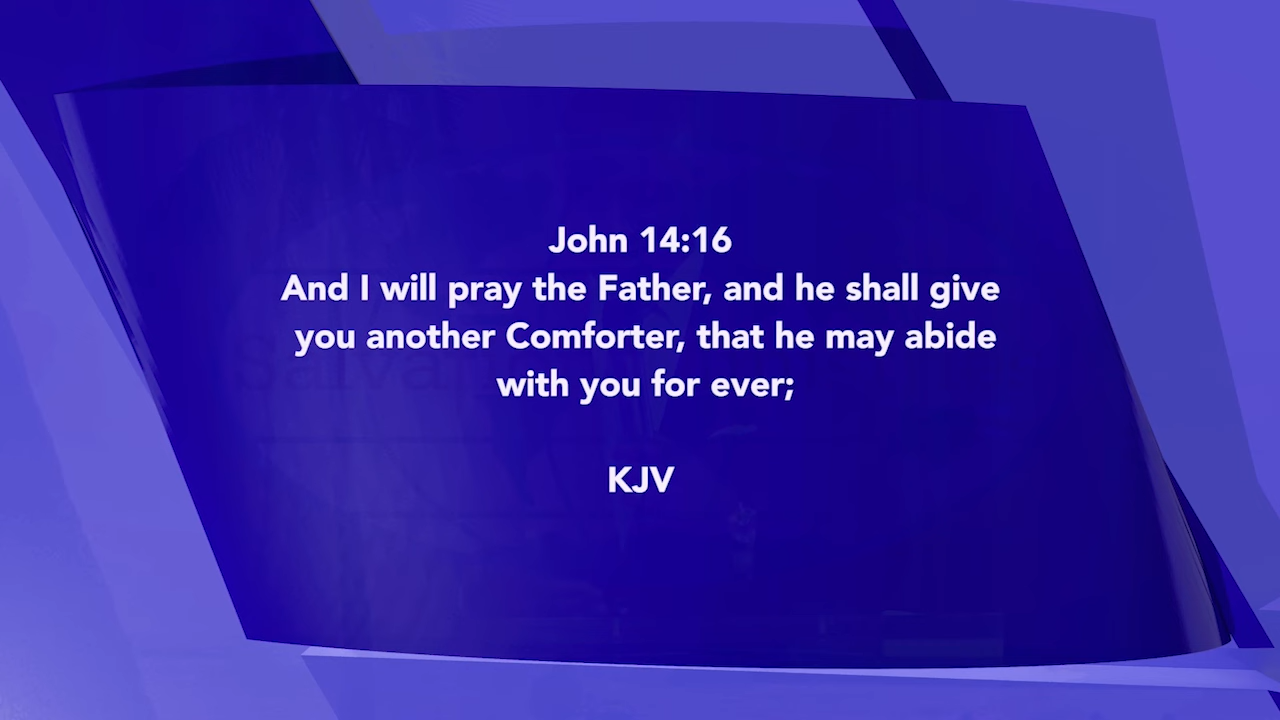 John 14:16
And I will pray the Father, and he shall give
you another Comforter, that he may abide
with you for ever;
KJV